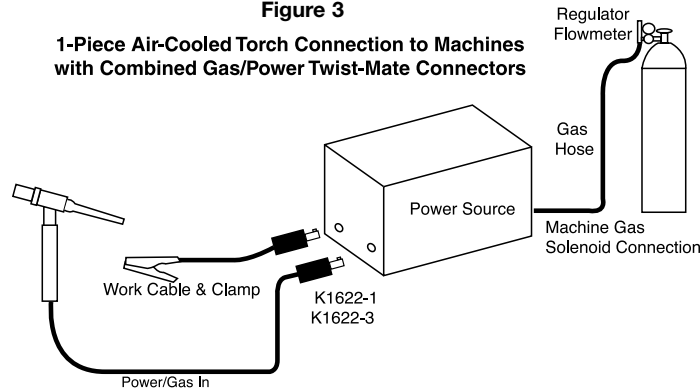 Figure 3
1-Piece Air-Cooled Torch Connection to Machines
with Combined Gas/Power Twist-Mate Connectors
Regulator
Flowmeter
Gas
Hose
Power Source
Machine Gas
Solenoid Connection
Work Cable & Clamp
K1622-1
K1622-3
Power/Gas In